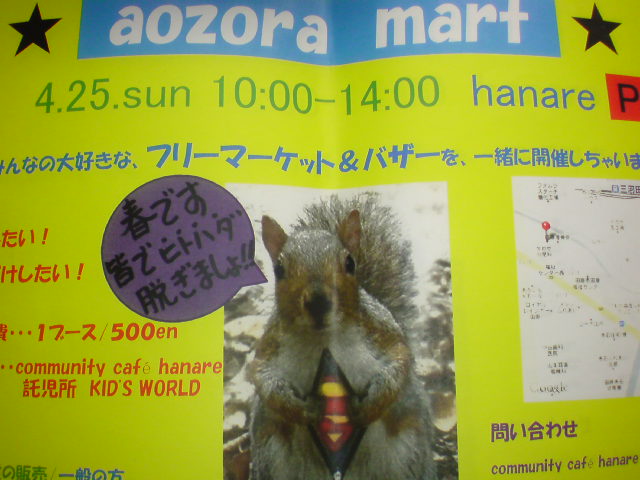 aozora mart
4.25.sun 10:00-14:00 hanare P
みんなの大好きな、フリーマーケット&バザーを、一緒に開催しちゃいま
春です
皆でヒトハダ
脱ぎましょ!!
たい!
けしたい!
費・・・1ブース/500en
・・community café hanare
託児所 KID'S WORLD
の販売/一般の方
問い合わせ
community café hanare